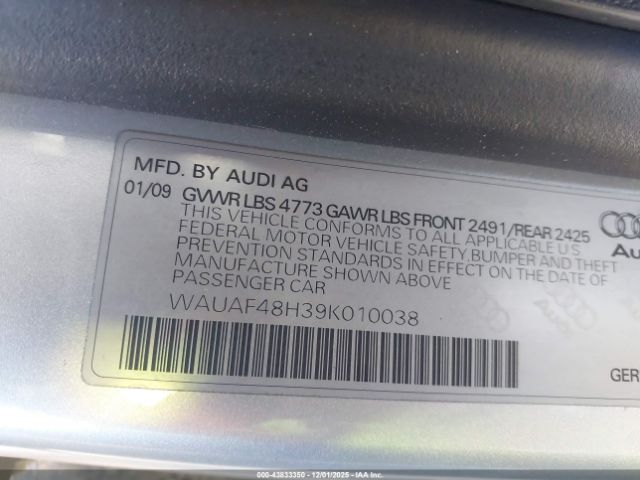 MFD. BY AUDI AG
01/09 GVWR LBS 4773 GAWR LBS FRONT 2491/REAR 2425
THIS VEHICLE CONFORMS TO ALL APPLICABLE U.S.
FEDERAL MOTOR VEHICLE SAFETY, BUMPER AND THEFT
PREVENTION STANDARDS IN EFFECT ON THE DATE OF
MANUFACTURE SHOWN ABOVE
PASSENGER CAR
WAUAF48H39K010038
Au
GER
000-43833350 • 12/01/2025 • IAA Inc.